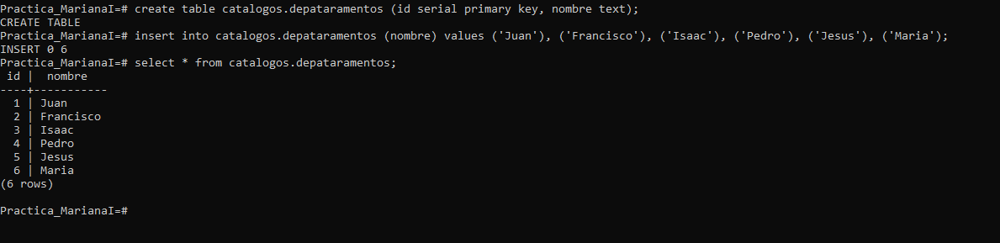 Practica_MarianaI=# create table catalogos.depataramentos (id serial primary key, nombre text);
CREATE TABLE
Practica_MarianaI=# insert into catalogos.depataramentos (nombre) values ('Juan'), ('Francisco'), ('Isaac'), ('Pedro'), ('Jesus'), ('Maria');
INSERT 0 6
Practica_MarianaI=# select * from catalogos.depataramentos;
 id |  nombre
----+-----------
  1 | Juan
  2 | Francisco
  3 | Isaac
  4 | Pedro
  5 | Jesus
  6 | Maria
(6 rows)

Practica_MarianaI=#